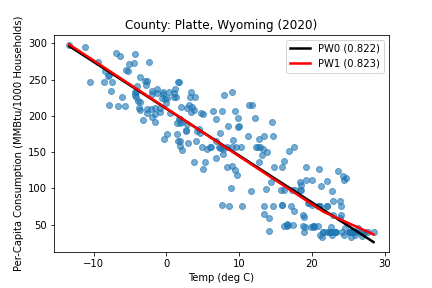 County: Platte, Wyoming (2020)
Per-Capita Consumption (MMBtu/1000 Households)
300
250
200
150
100
50
PW0 (0.822)
PW1 (0.823)
−10 0 10 20 30
Temp (deg C)